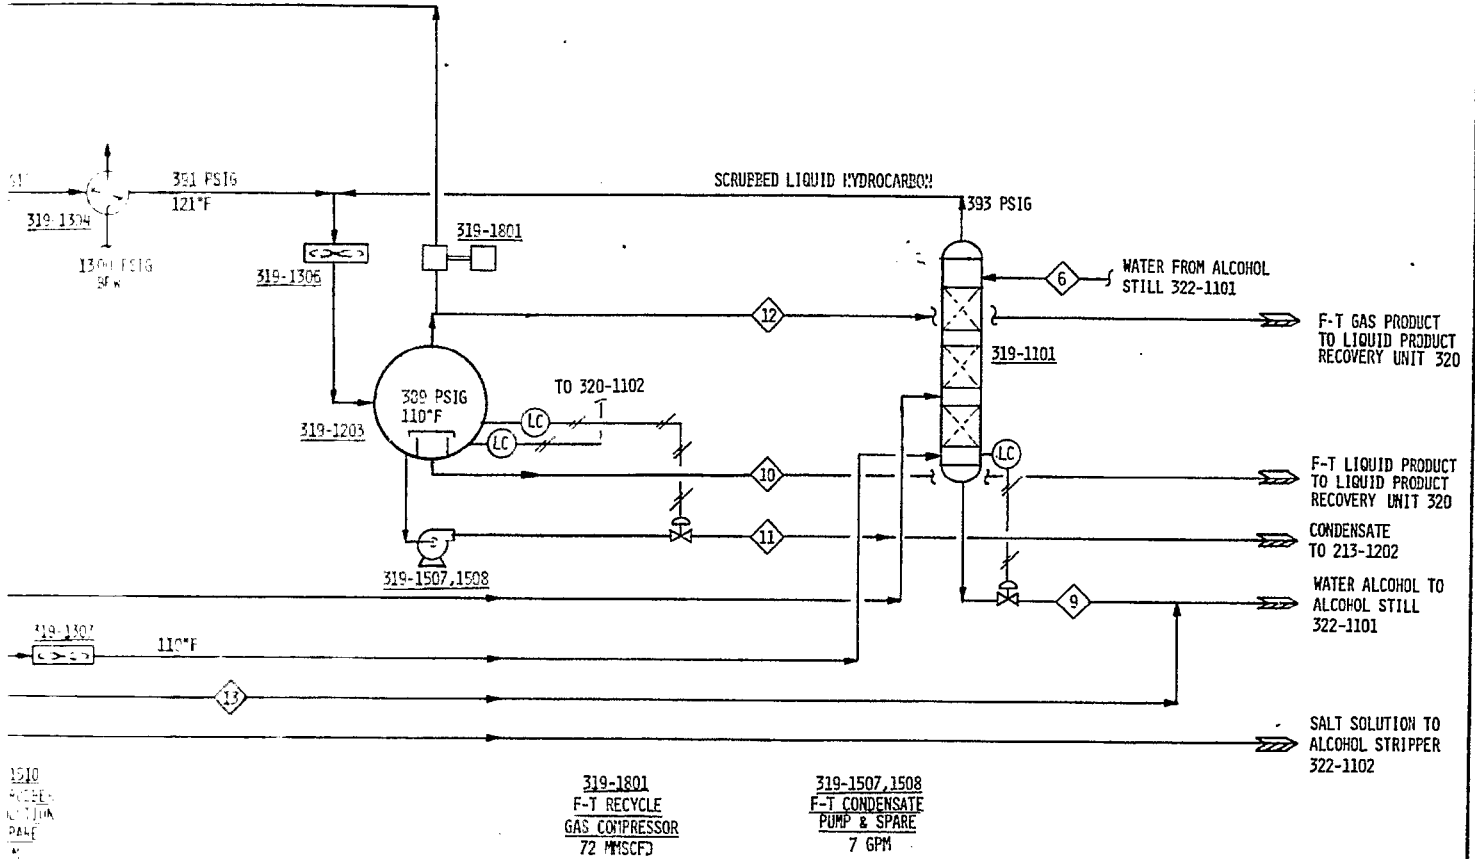 391 PSIG
121°F
319-1304
BFW
SCRUBBED LIQUID HYDROCARBON
393 PSIG
319-1801
319-1306
6
WATER FROM ALCOHOL
STILL 322-1101
12
F-T GAS PRODUCT
TO LIQUID PRODUCT
RECOVERY UNIT 320
319-1101
389 PSIG
110°F
TO 320-1102
LC
LC
319-1203
LC
10
F-T LIQUID PRODUCT
TO LIQUID PRODUCT
RECOVERY UNIT 320
11
CONDENSATE
TO 213-1202
319-1507,1508
9
WATER ALCOHOL TO
ALCOHOL STILL
322-1101
110°F
13
SALT SOLUTION TO
ALCOHOL STRIPPER
322-1102
319-1801
F-T RECYCLE
GAS COMPRESSOR
72 MMSCFD
319-1507,1508
F-T CONDENSATE
PUMP & SPARE
7 GPM